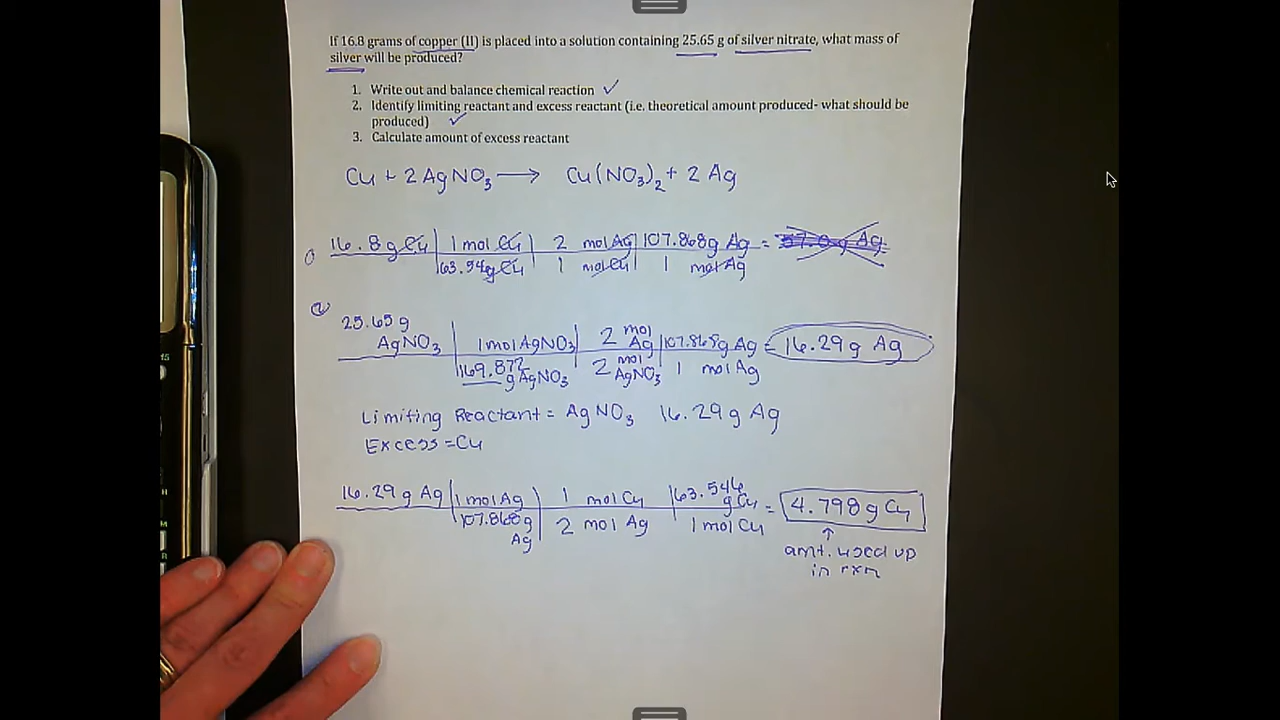 If 16.8 grams of copper (II) is placed into a solution containing 25.65 g of silver nitrate, what mass of
silver will be produced?
1. Write out and balance chemical reaction ✓
2. Identify limiting reactant and excess reactant (i.e. theoretical amount produced- what should be
produced) ✓
3. Calculate amount of excess reactant
Cu + 2 AgNO₃ → Cu(NO₃)₂ + 2 Ag
① 16.8 g Cu | 1 mol Cu | 2 mol Ag | 107.868 g Ag =
63.546 g Cu | 1 mol Cu | 1 mol Ag
②
25.65 g
AgNO₃ | 1 mol AgNO₃ | 2 mol Ag | 107.868 g Ag = 16.29 g Ag
169.872 g AgNO₃ | 2 mol AgNO₃ | 1 mol Ag
Limiting Reactant = AgNO₃ 16.29 g Ag
Excess = Cu
16.29 g Ag | 1 mol Ag | 1 mol Cu | 63.546 g Cu = 4.798 g Cu
107.868 g Ag | 2 mol Ag | 1 mol Cu
↑
amt. used up
in rxn